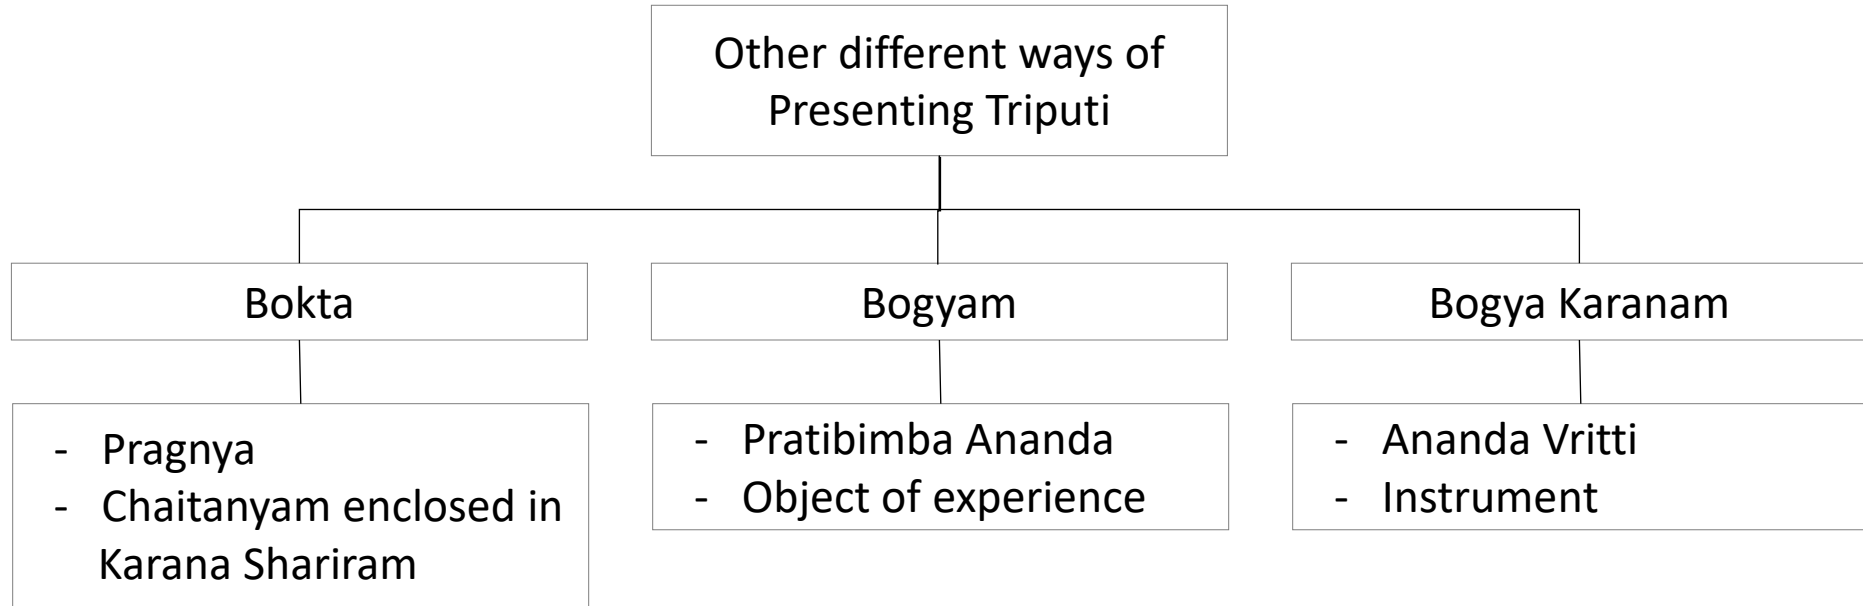 Other different ways of
Presenting Triputi
Bokta
Bogyam
Bogya Karanam
- Pragnya
- Chaitanyam enclosed in
Karana Shariram
- Pratibimba Ananda
- Object of experience
- Ananda Vritti
- Instrument